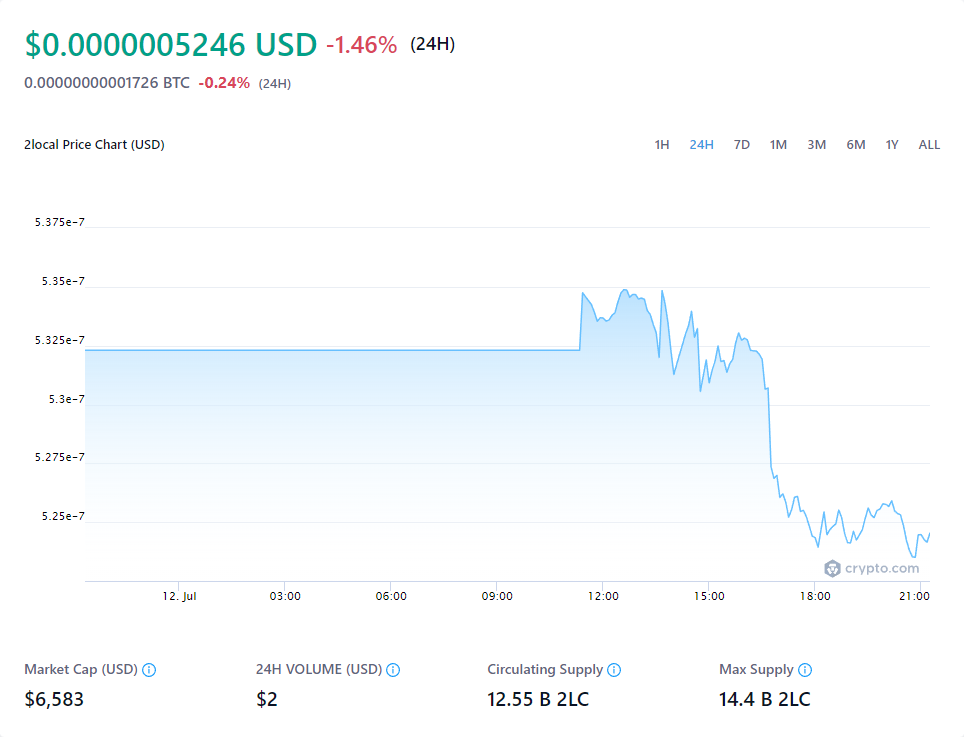 $0.0000005246 USD -1.46% (24H)
0.00000000001726 BTC -0.24% (24H)
2local Price Chart (USD) 1H 24H 7D 1M 3M 6M 1Y ALL
5.375e-7
5.35e-7
5.325e-7
5.3e-7
5.275e-7
5.25e-7
crypto.com
12. Jul 03:00 06:00 09:00 12:00 15:00 18:00 21:00
Market Cap (USD) 24H VOLUME (USD) Circulating Supply Max Supply
$6,583 $2 12.55 B 2LC 14.4 B 2LC